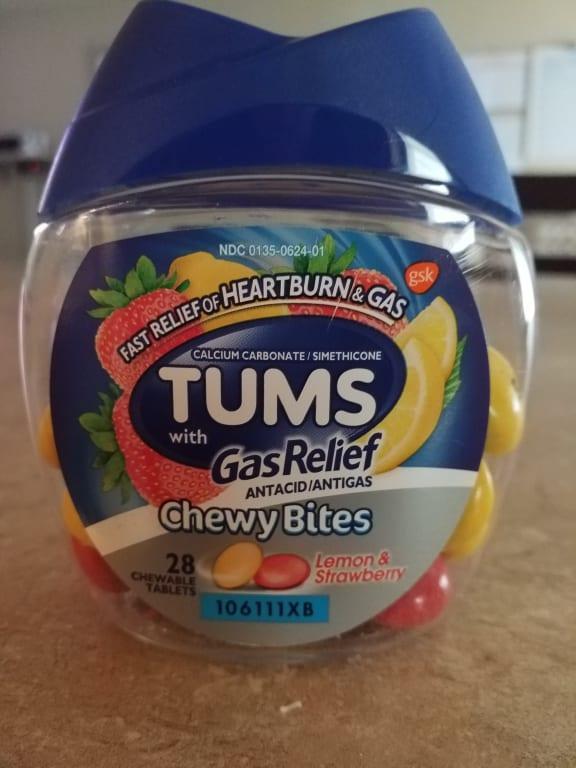 NDC 0135-0624-01
gsk
FAST RELIEF OF HEARTBURN & GAS
CALCIUM CARBONATE / SIMETHICONE
TUMS
with
Gas Relief
ANTACID/ANTIGAS
Chewy Bites
28
CHEWABLE
TABLETS
Lemon &
Strawberry
106111XB